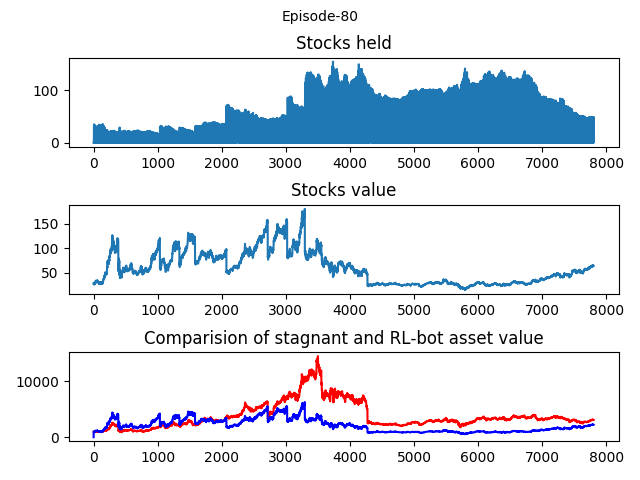 Episode-80
Stocks held
100
0
0 1000 2000 3000 4000 5000 6000 7000 8000
Stocks value
150
100
50
0 1000 2000 3000 4000 5000 6000 7000 8000
Comparision of stagnant and RL-bot asset value
10000
0
0 1000 2000 3000 4000 5000 6000 7000 8000